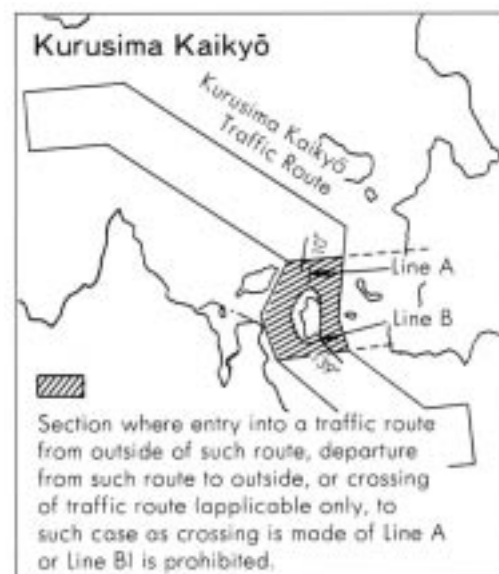 Kurusima Kaikyō
Kurusima Kaikyō
Traffic Route
Line A
Line B
Section where entry into a traffic route
from outside of such route, departure
from such route to outside, or crossing
of traffic route (applicable only, to
such case as crossing is made of Line A
or Line B) is prohibited.